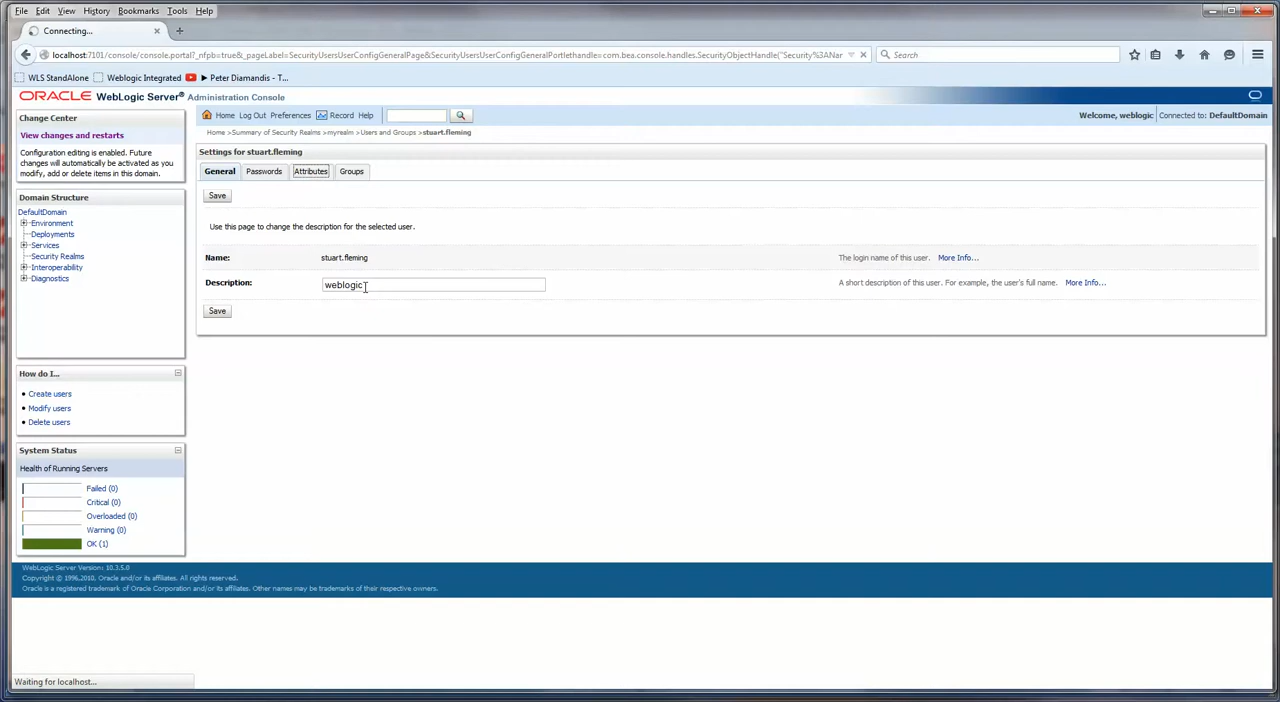 File Edit View History Bookmarks Tools Help
Connecting...
localhost:7101/console/console.portal?_nfpb=true&_pageLabel=SecurityUsersUserConfigGeneralPage&SecurityUsersUserConfigGeneralPortlethandle=com.bea.console.handles.SecurityObjectHandle("Security%3ANar
Search
WLS StandAlone Weblogic Integrated Peter Diamandis - T...
ORACLE WebLogic Server® Administration Console
Change Center
View changes and restarts
Configuration editing is enabled. Future
changes will automatically be activated as you
modify, add or delete items in this domain.
Domain Structure
DefaultDomain
Environment
Deployments
Services
Security Realms
Interoperability
Diagnostics
How do I...
Create users
Modify users
Delete users
System Status
Health of Running Servers
Failed (0)
Critical (0)
Overloaded (0)
Warning (0)
OK (1)
Home Log Out Preferences Record Help
Welcome, weblogic Connected to: DefaultDomain
Home >Summary of Security Realms >myrealm >Users and Groups >stuart.fleming
Settings for stuart.fleming
General Passwords Attributes Groups
Save
Use this page to change the description for the selected user.
Name: stuart.fleming The login name of this user. More Info...
Description: weblogic A short description of this user. For example, the user's full name. More Info...
Save
WebLogic Server Version: 10.3.5.0
Copyright © 1996,2010, Oracle and/or its affiliates. All rights reserved.
Oracle is a registered trademark of Oracle Corporation and/or its affiliates. Other names may be trademarks of their respective owners.
Waiting for localhost...